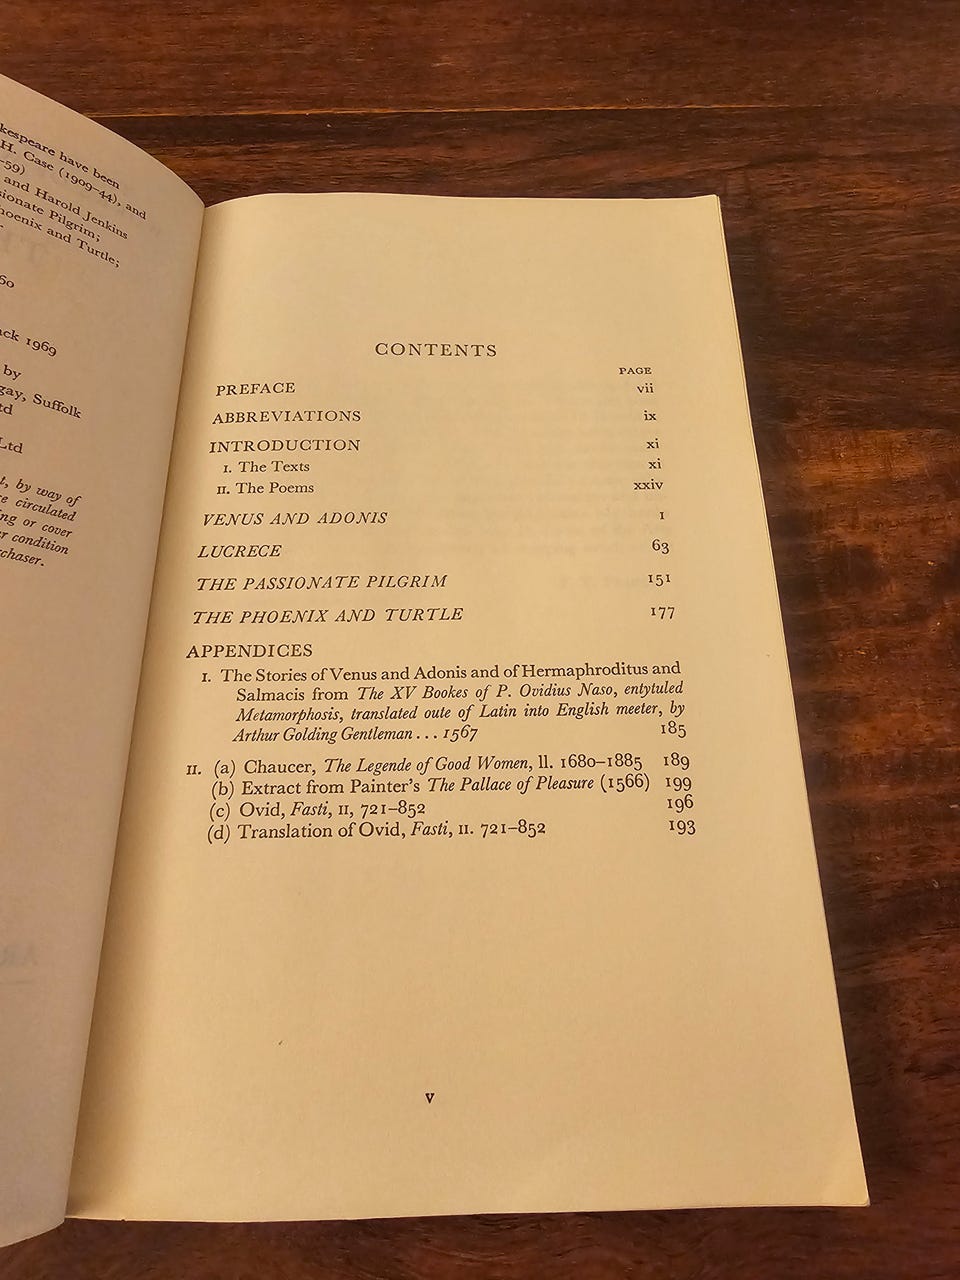 kespeare have been
H. Case (1909–44), and
–59)
and Harold Jenkins
sionate Pilgrim;
hoenix and Turtle;
60
ack 1969
by
gay, Suffolk
td
Ltd
l, by way of
e circulated
ng or cover
r condition
chaser.
CONTENTS
PAGE
PREFACE vii
ABBREVIATIONS ix
INTRODUCTION xi
I. The Texts xi
II. The Poems xxiv
VENUS AND ADONIS 1
LUCRECE 63
THE PASSIONATE PILGRIM 151
THE PHOENIX AND TURTLE 177
APPENDICES
I. The Stories of Venus and Adonis and of Hermaphroditus and
Salmacis from The XV Bookes of P. Ovidius Naso, entytuled
Metamorphosis, translated oute of Latin into English meeter, by
Arthur Golding Gentleman . . . 1567 185
II. (a) Chaucer, The Legende of Good Women, ll. 1680–1885 189
(b) Extract from Painter's The Pallace of Pleasure (1566) 199
(c) Ovid, Fasti, II, 721–852 196
(d) Translation of Ovid, Fasti, II. 721–852 193
v